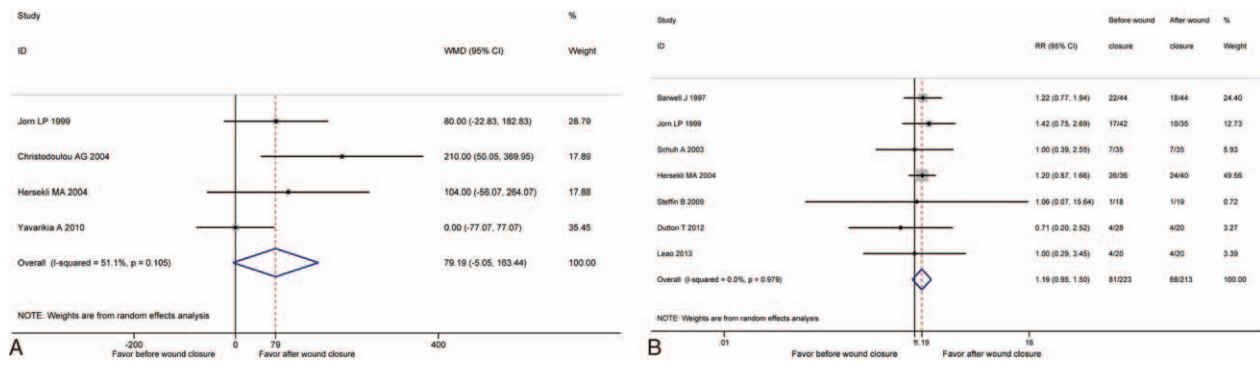 Study %
ID WMD (95% CI) Weight
Jorn LP 1999 80.00 (-22.83, 182.83) 28.79
Christodoulou AG 2004 210.00 (50.05, 369.95) 17.89
Hersekli MA 2004 104.00 (-56.07, 264.07) 17.88
Yavarikia A 2010 0.00 (-77.07, 77.07) 35.45
Overall (I-squared = 51.1%, p = 0.105) 79.19 (-5.05, 163.44) 100.00
NOTE: Weights are from random effects analysis
-200 0 79 400
Favor before wound closure Favor after wound closure
A
Study Before wound After wound %
ID RR (95% CI) closure closure Weight
Barwell J 1997 1.22 (0.77, 1.94) 22/44 18/44 24.40
Jorn LP 1999 1.42 (0.75, 2.69) 17/42 10/35 12.73
Schuh A 2003 1.00 (0.39, 2.55) 7/35 7/35 5.93
Hersekli MA 2004 1.20 (0.87, 1.66) 26/36 24/40 49.56
Steffin B 2009 1.06 (0.07, 15.64) 1/18 1/19 0.72
Dutton T 2012 0.71 (0.20, 2.52) 4/28 4/20 3.27
Leao 2013 1.00 (0.29, 3.45) 4/20 4/20 3.39
Overall (I-squared = 0.0%, p = 0.979) 1.19 (0.95, 1.50) 81/223 68/213 100.00
NOTE: Weights are from random effects analysis
.01 1 1.19 16
Favor before wound closure Favor after wound closure
B